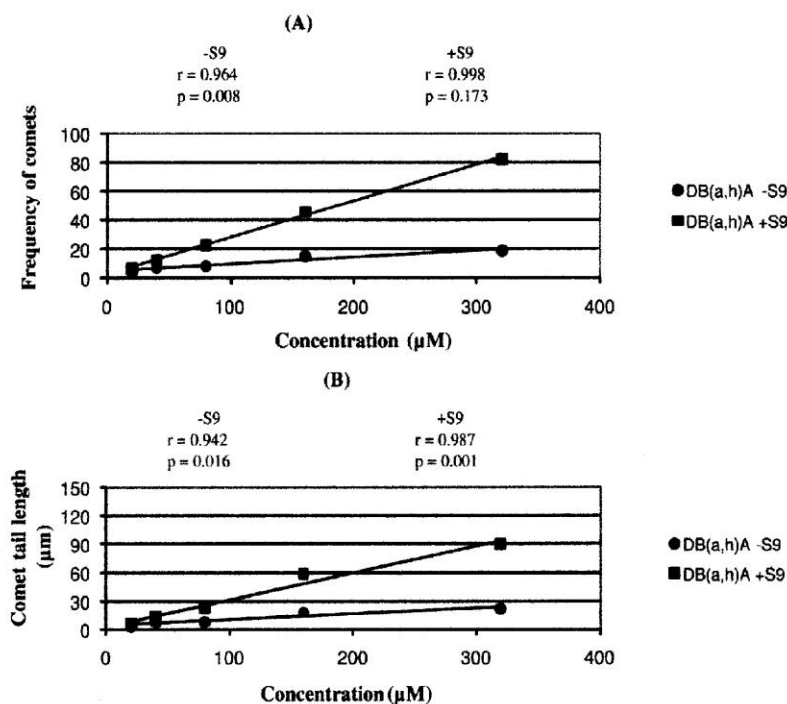 (A)
-S9 +S9
r = 0.964 r = 0.998
p = 0.008 p = 0.173
100
80
60
40
20
0
Frequency of comets
0 100 200 300 400
Concentration (µM)
DB(a,h)A -S9
DB(a,h)A +S9
(B)
-S9 +S9
r = 0.942 r = 0.987
p = 0.016 p = 0.001
150
120
90
60
30
0
Comet tail length
(µm)
0 100 200 300 400
Concentration (µM)
DB(a,h)A -S9
DB(a,h)A +S9